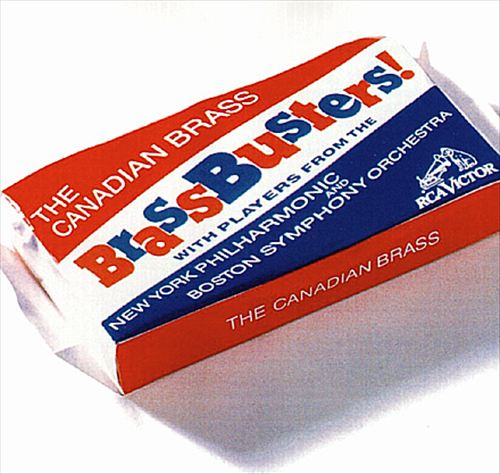 THE
CANADIAN BRASS
BrassBusters!
WITH PLAYERS FROM THE
NEW YORK PHILHARMONIC
AND
BOSTON SYMPHONY ORCHESTRA
RCA VICTOR
THE CANADIAN BRASS